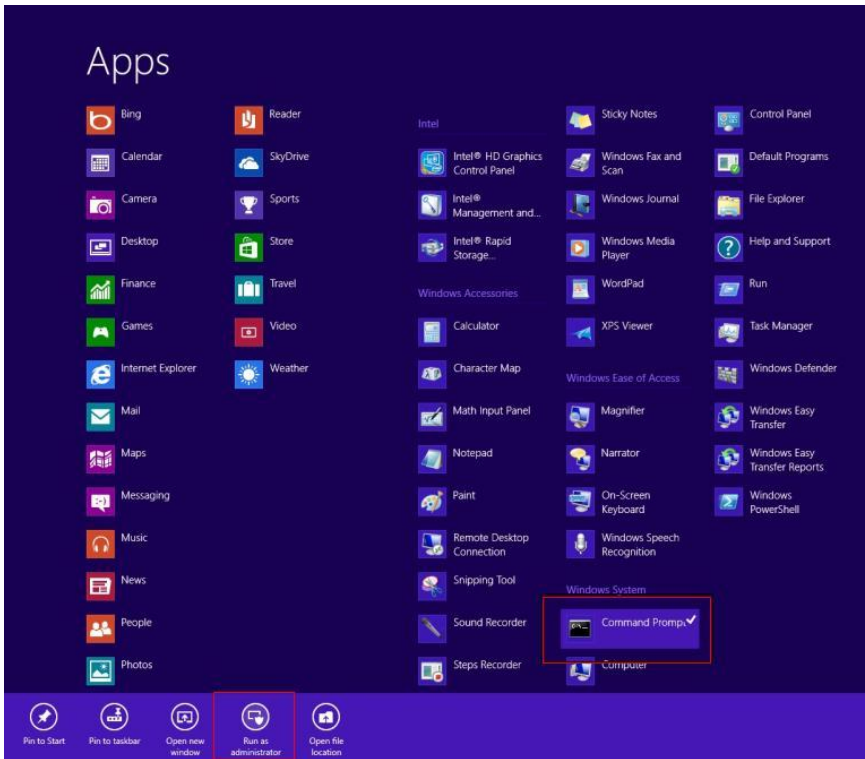 Apps
Bing
Calendar
Camera
Desktop
Finance
Games
Internet Explorer
Mail
Maps
Messaging
Music
News
People
Photos
Reader
SkyDrive
Sports
Store
Travel
Video
Weather
Intel
Intel® HD Graphics
Control Panel
Intel®
Management and...
Intel® Rapid
Storage...
Windows Accessories
Calculator
Character Map
Math Input Panel
Notepad
Paint
Remote Desktop
Connection
Snipping Tool
Sound Recorder
Steps Recorder
Sticky Notes
Windows Fax and
Scan
Windows Journal
Windows Media
Player
WordPad
XPS Viewer
Windows Ease of Access
Magnifier
Narrator
On-Screen
Keyboard
Windows Speech
Recognition
Windows System
Command Prompt
Computer
Control Panel
Default Programs
File Explorer
Help and Support
Run
Task Manager
Windows Defender
Windows Easy
Transfer
Windows Easy
Transfer Reports
Windows
PowerShell
Pin to Start
Pin to taskbar
Open new
window
Run as
administrator
Open file
location